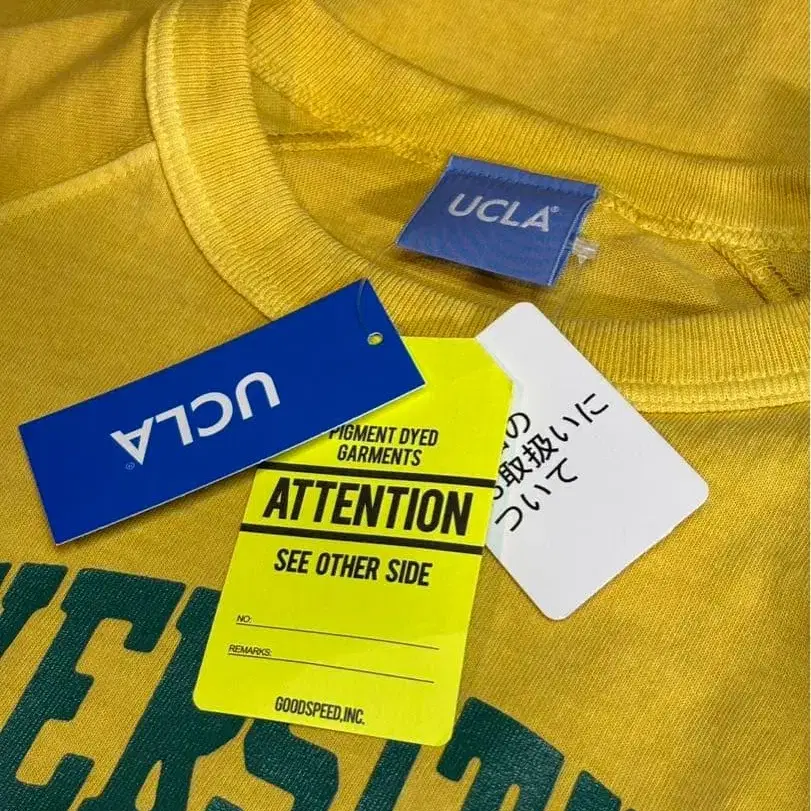 UCLA®
UCLA®
PIGMENT DYED
GARMENTS
ATTENTION
SEE OTHER SIDE
NO:
REMARKS:
GOODSPEED,INC.
の
取扱いに
ついて
VERSIT